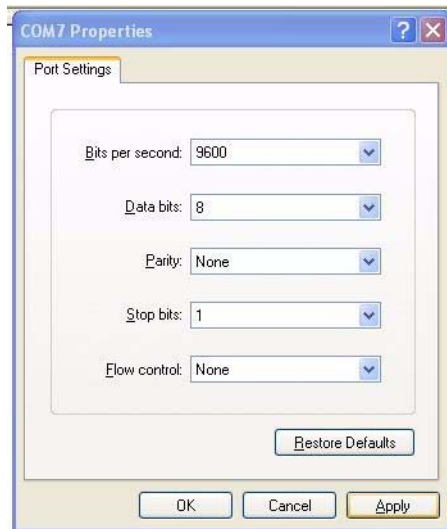 COM7 Properties
Port Settings
Bits per second: 9600
Data bits: 8
Parity: None
Stop bits: 1
Flow control: None
Restore Defaults
OK Cancel Apply